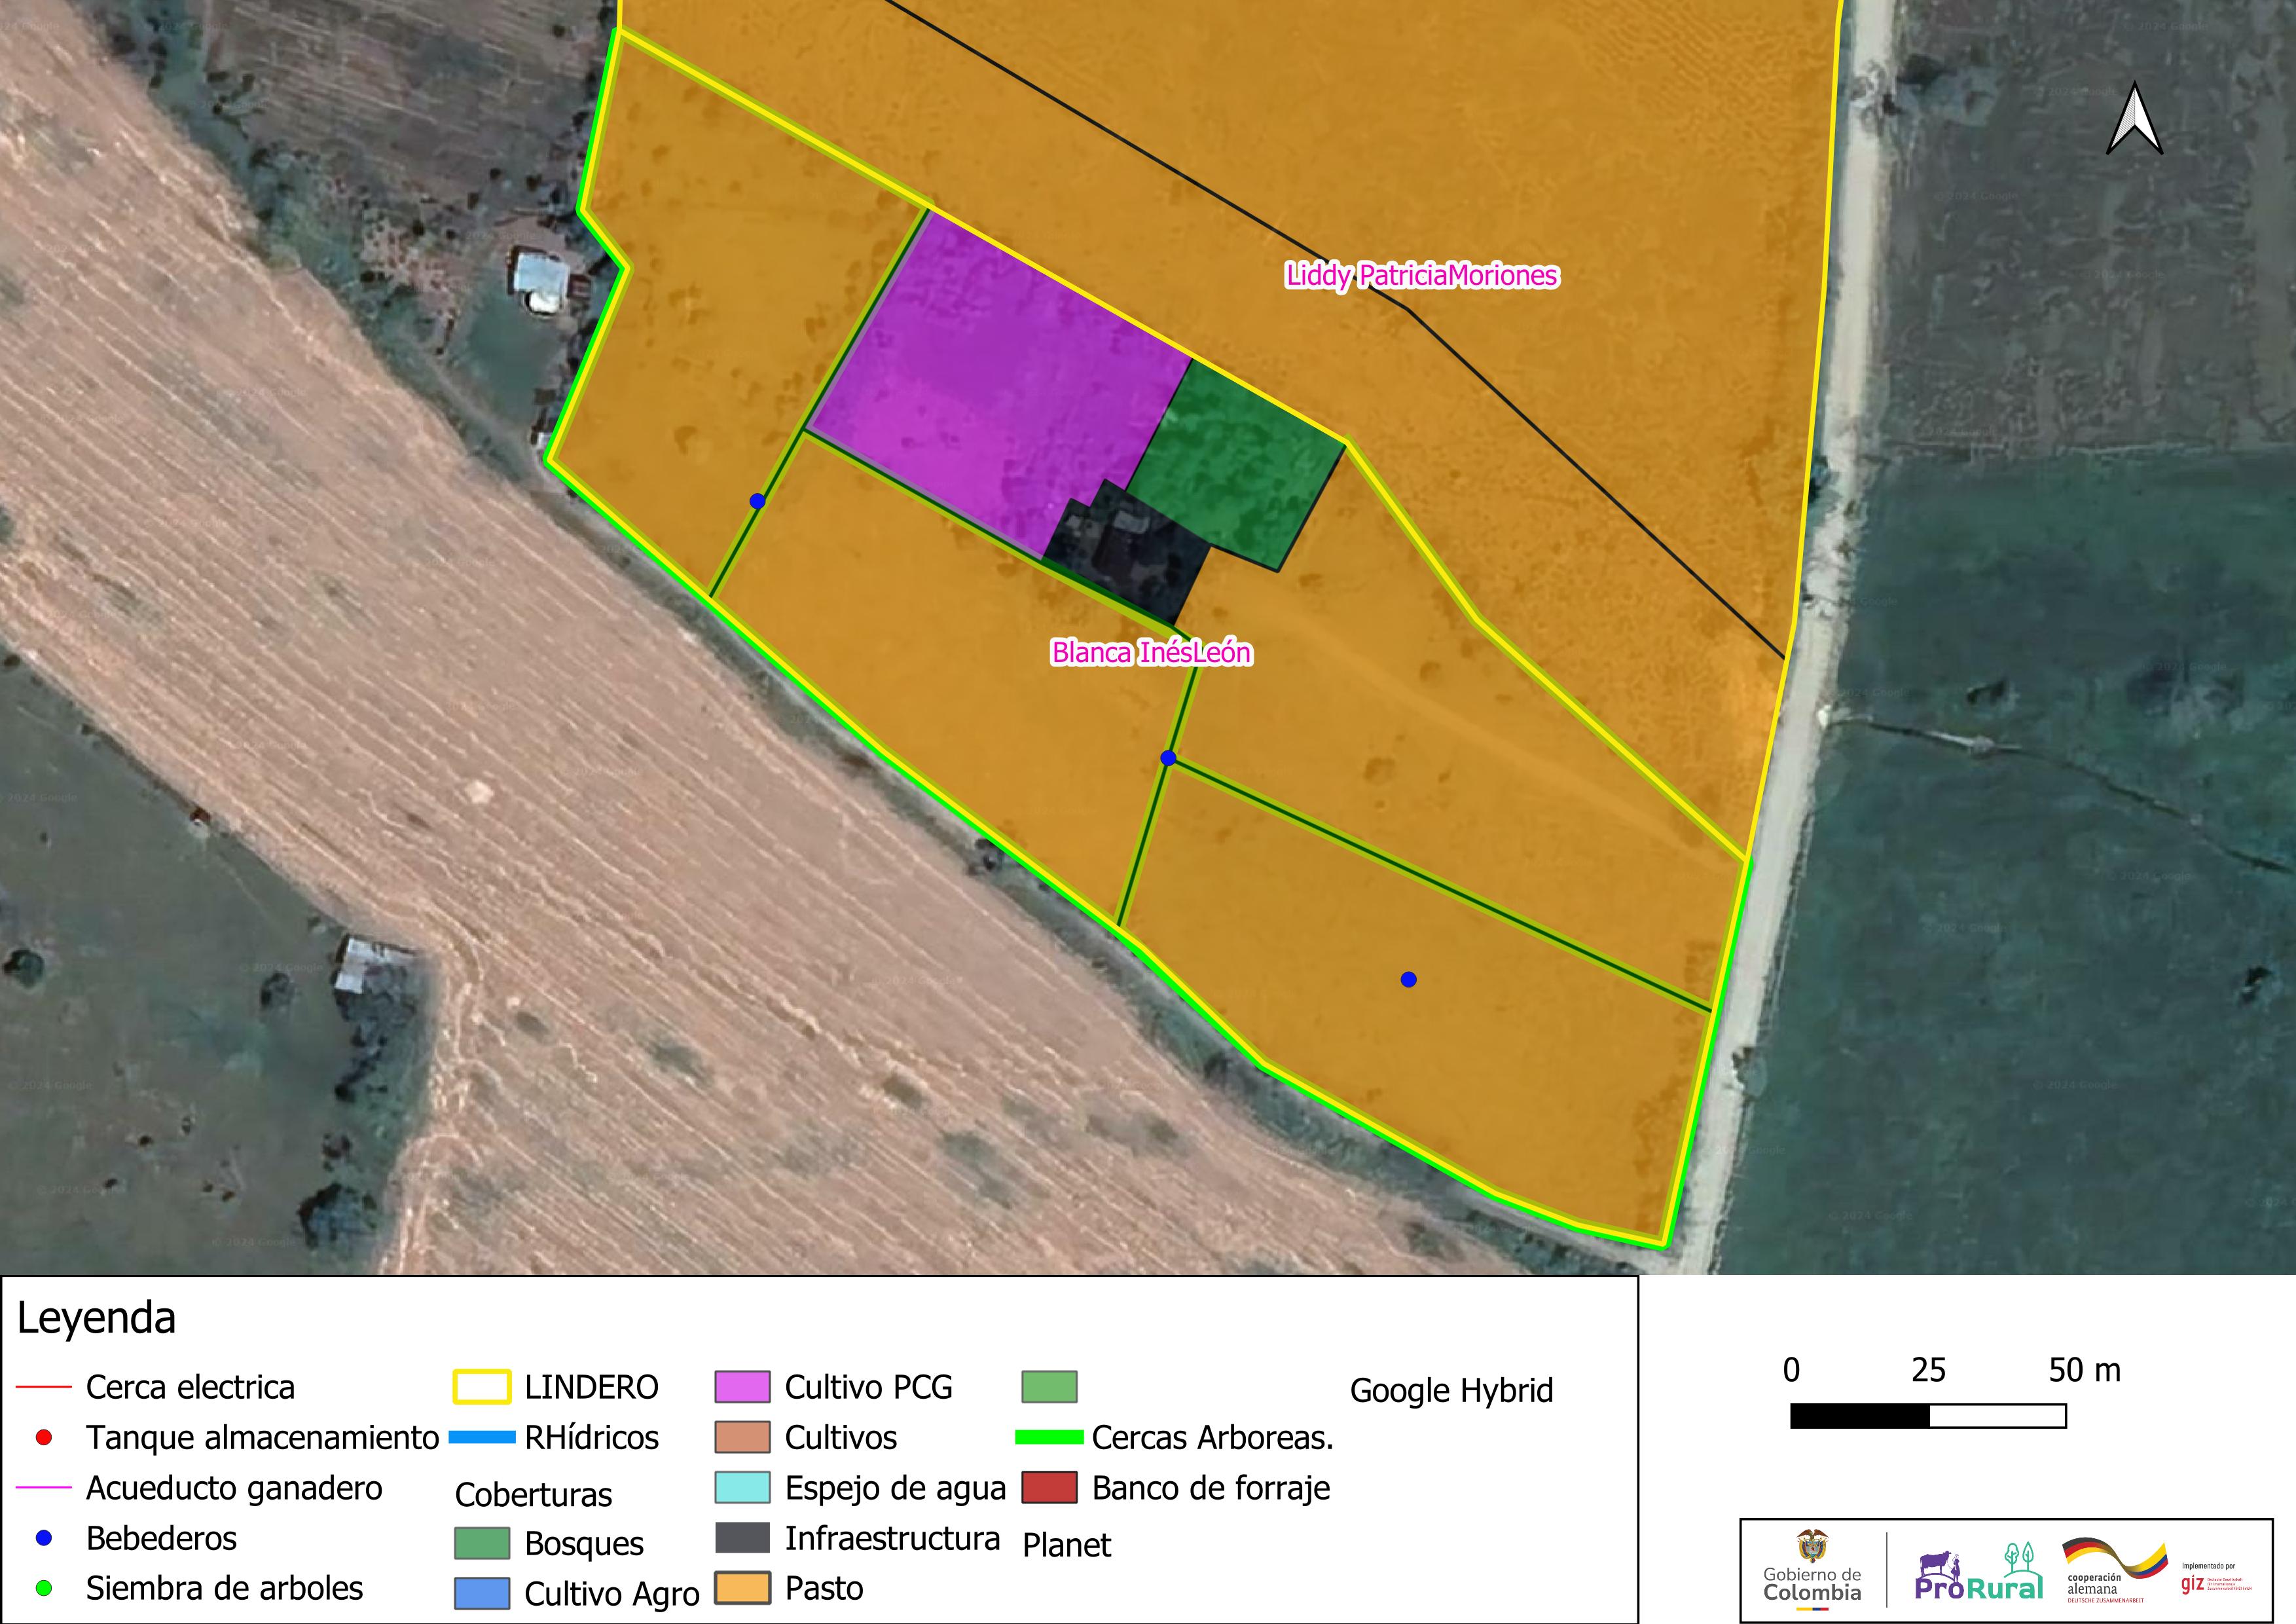 Liddy PatriciaMoriones
Blanca InésLeón
Leyenda
Cerca electrica
Tanque almacenamiento
Acueducto ganadero
Bebederos
Siembra de arboles
LINDERO
RHídricos
Coberturas
Bosques
Cultivo Agro
Cultivo PCG
Cultivos
Espejo de agua
Infraestructura
Pasto
Cercas Arboreas.
Banco de forraje
Planet
Google Hybrid
0 25 50 m
Gobierno de
Colombia
ProRural
cooperación
alemana
DEUTSCHE ZUSAMMENARBEIT
Implementado por
giz